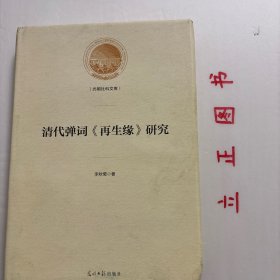 （光明社科文库）
清代弹词《再生缘》研究
光明日报出版社
立正图书